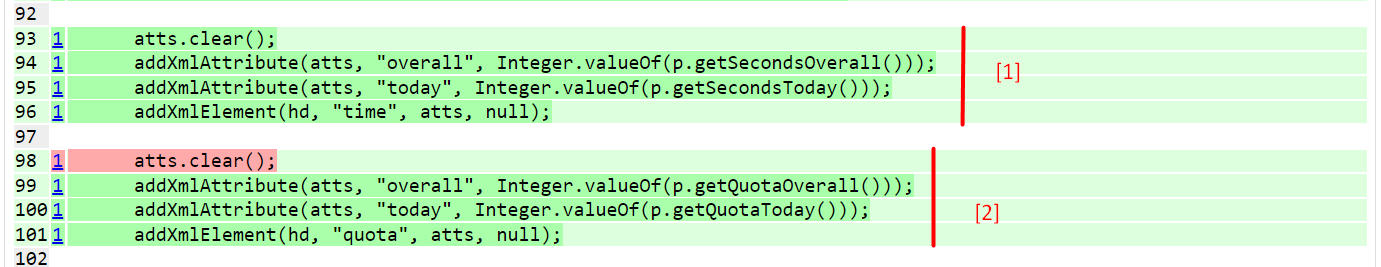 92
93 1 atts.clear();
94 1 addXmlAttribute(atts, "overall", Integer.valueOf(p.getSecondsOverall()));
95 1 addXmlAttribute(atts, "today", Integer.valueOf(p.getSecondsToday()));
[1]
96 1 addXmlElement(hd, "time", atts, null);
97
98 1 atts.clear();
99 1 addXmlAttribute(atts, "overall", Integer.valueOf(p.getQuotaOverall()));
100 1 addXmlAttribute(atts, "today", Integer.valueOf(p.getQuotaToday()));
[2]
101 1 addXmlElement(hd, "quota", atts, null);
102